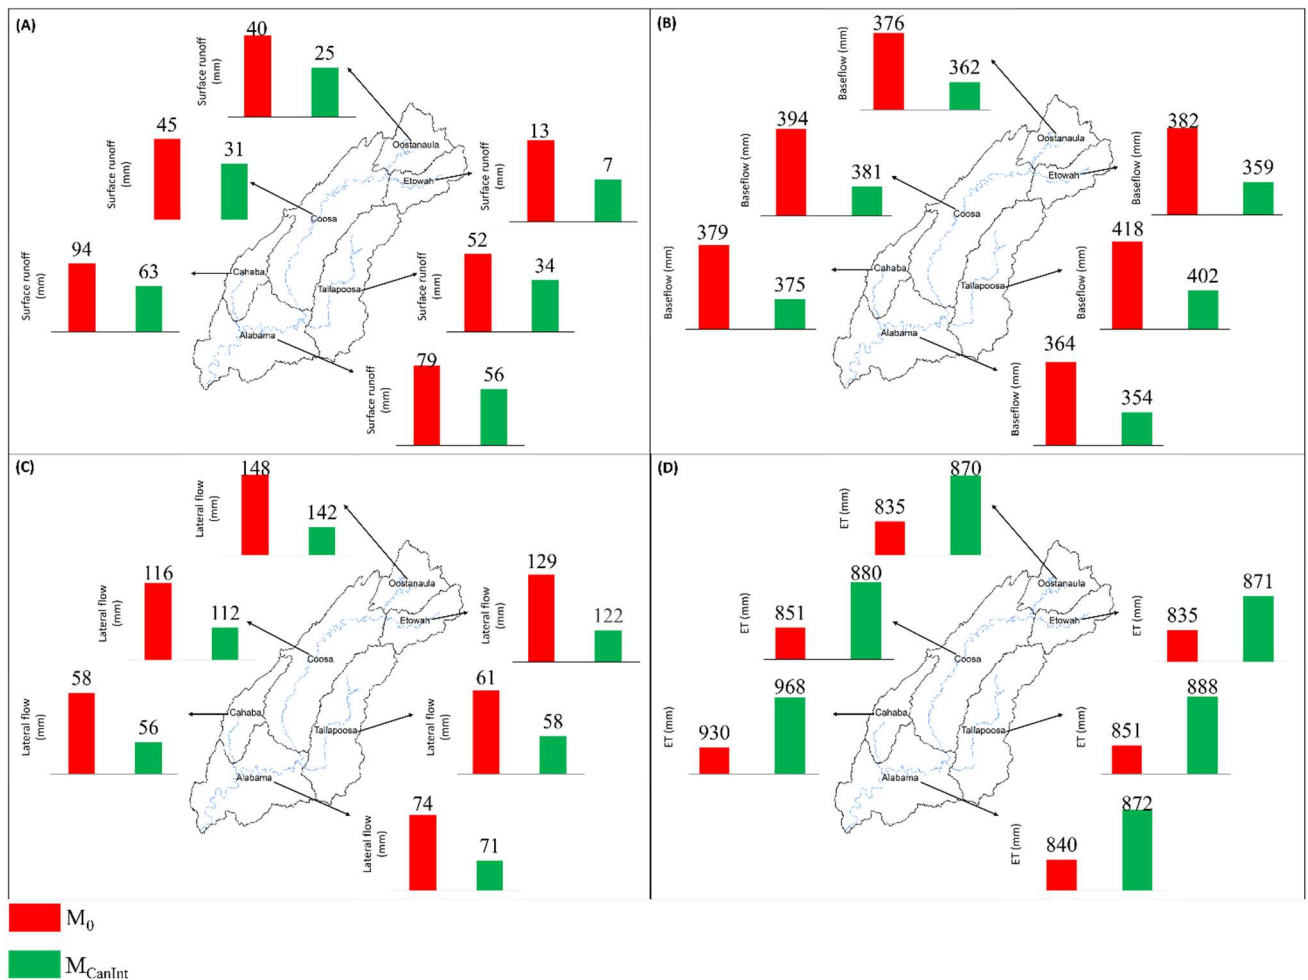 (A)
40
25
Surface runoff
(mm)
45
31
Surface runoff
(mm)
13
7
Surface runoff
(mm)
94
63
Surface runoff
(mm)
52
34
Surface runoff
(mm)
79
56
Surface runoff
(mm)
Oostanaula
Etowah
Coosa
Cahaba
Tallapoosa
Alabama
(B)
376
362
Baseflow (mm)
394
381
Baseflow (mm)
382
359
Baseflow (mm)
379
375
Baseflow (mm)
418
402
Baseflow (mm)
364
354
Baseflow (mm)
Oostanaula
Etowah
Coosa
Cahaba
Tallapoosa
Alabama
(C)
148
142
Lateral flow
(mm)
116
112
Lateral flow
(mm)
129
122
Lateral flow
(mm)
58
56
Lateral flow
(mm)
61
58
Lateral flow
(mm)
74
71
Lateral flow
(mm)
Oostanaula
Etowah
Coosa
Cahaba
Tallapoosa
Alabama
(D)
835
870
ET (mm)
851
880
ET (mm)
835
871
ET (mm)
930
968
ET (mm)
851
888
ET (mm)
840
872
ET (mm)
Oostanaula
Etowah
Coosa
Cahaba
Tallapoosa
Alabama
M0
MCanInt